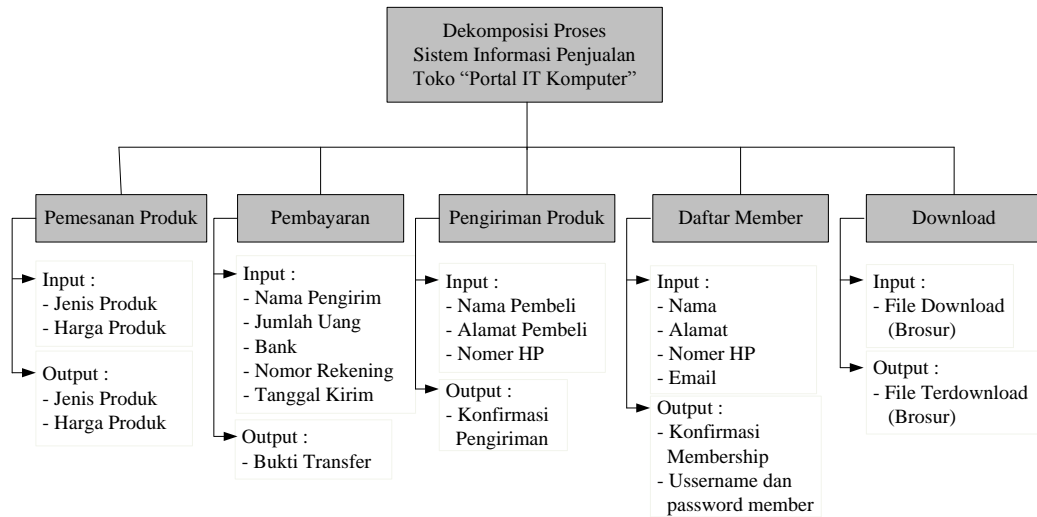 Dekomposisi Proses
Sistem Informasi Penjualan
Toko “Portal IT Komputer”
Pemesanan Produk
Input :
- Jenis Produk
- Harga Produk
Output :
- Jenis Produk
- Harga Produk
Pembayaran
Input :
- Nama Pengirim
- Jumlah Uang
- Bank
- Nomor Rekening
- Tanggal Kirim
Output :
- Bukti Transfer
Pengiriman Produk
Input :
- Nama Pembeli
- Alamat Pembeli
- Nomer HP
Output :
- Konfirmasi
Pengiriman
Daftar Member
Input :
- Nama
- Alamat
- Nomer HP
- Email
Output :
- Konfirmasi
Membership
- Ussername dan
password member
Download
Input :
- File Download
(Brosur)
Output :
- File Terdownload
(Brosur)